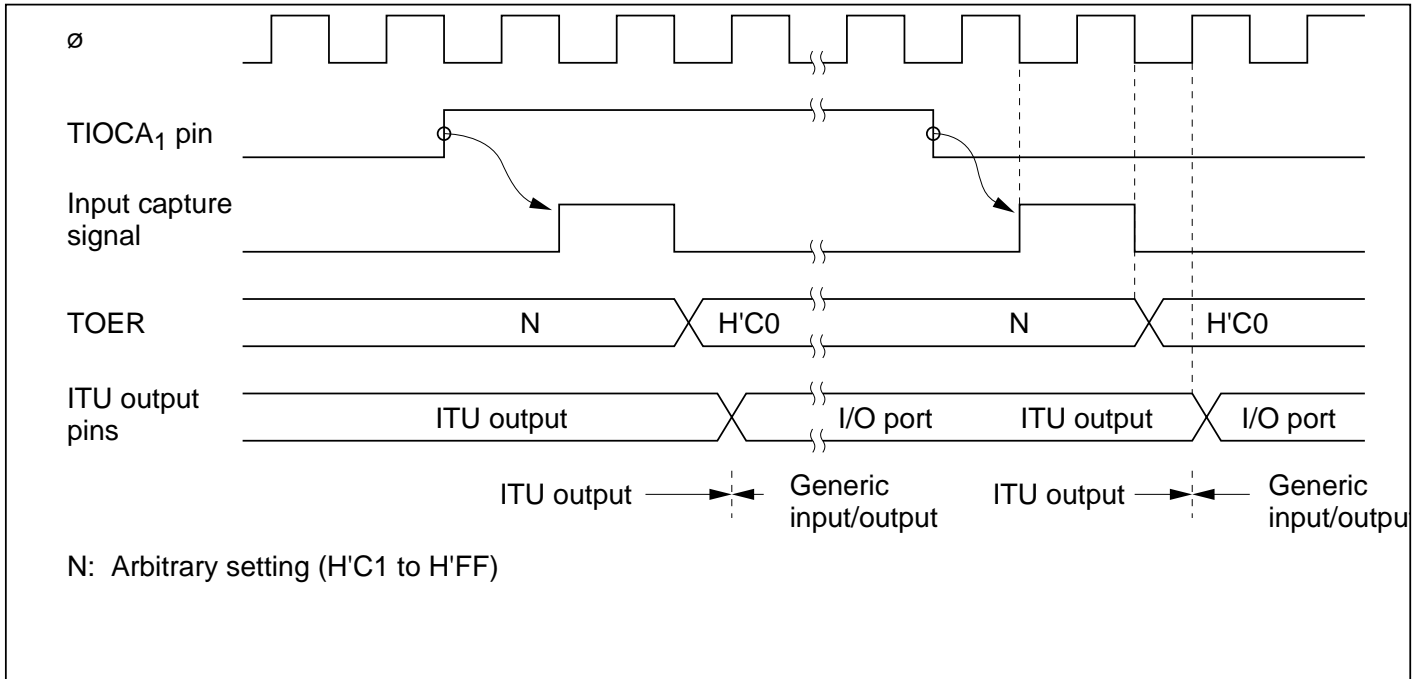 ø
TIOCA1 pin
Input capture
signal
TOER
N
H'C0
N
H'C0
ITU output
pins
ITU output
I/O port
ITU output
I/O port
ITU output
Generic
input/output
ITU output
Generic
input/outpu
N: Arbitrary setting (H'C1 to H'FF)